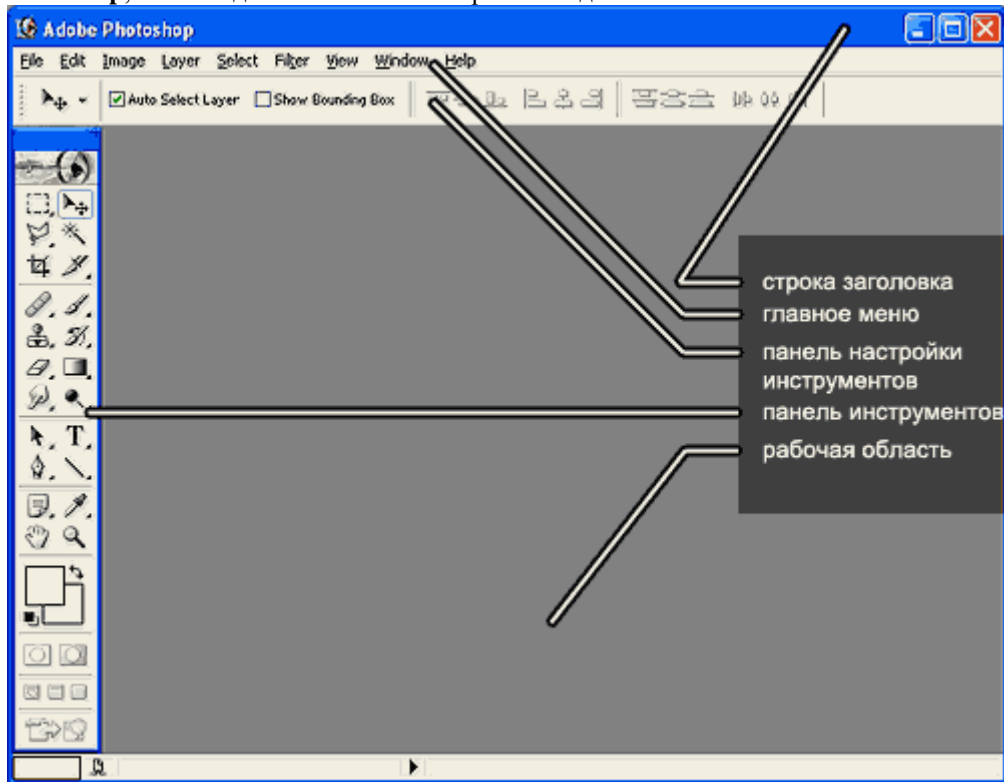 Adobe Photoshop
File Edit Image Layer Select Filter View Window Help
Auto Select Layer Show Bounding Box
строка заголовка
главное меню
панель настройки
инструментов
панель инструментов
рабочая область
T